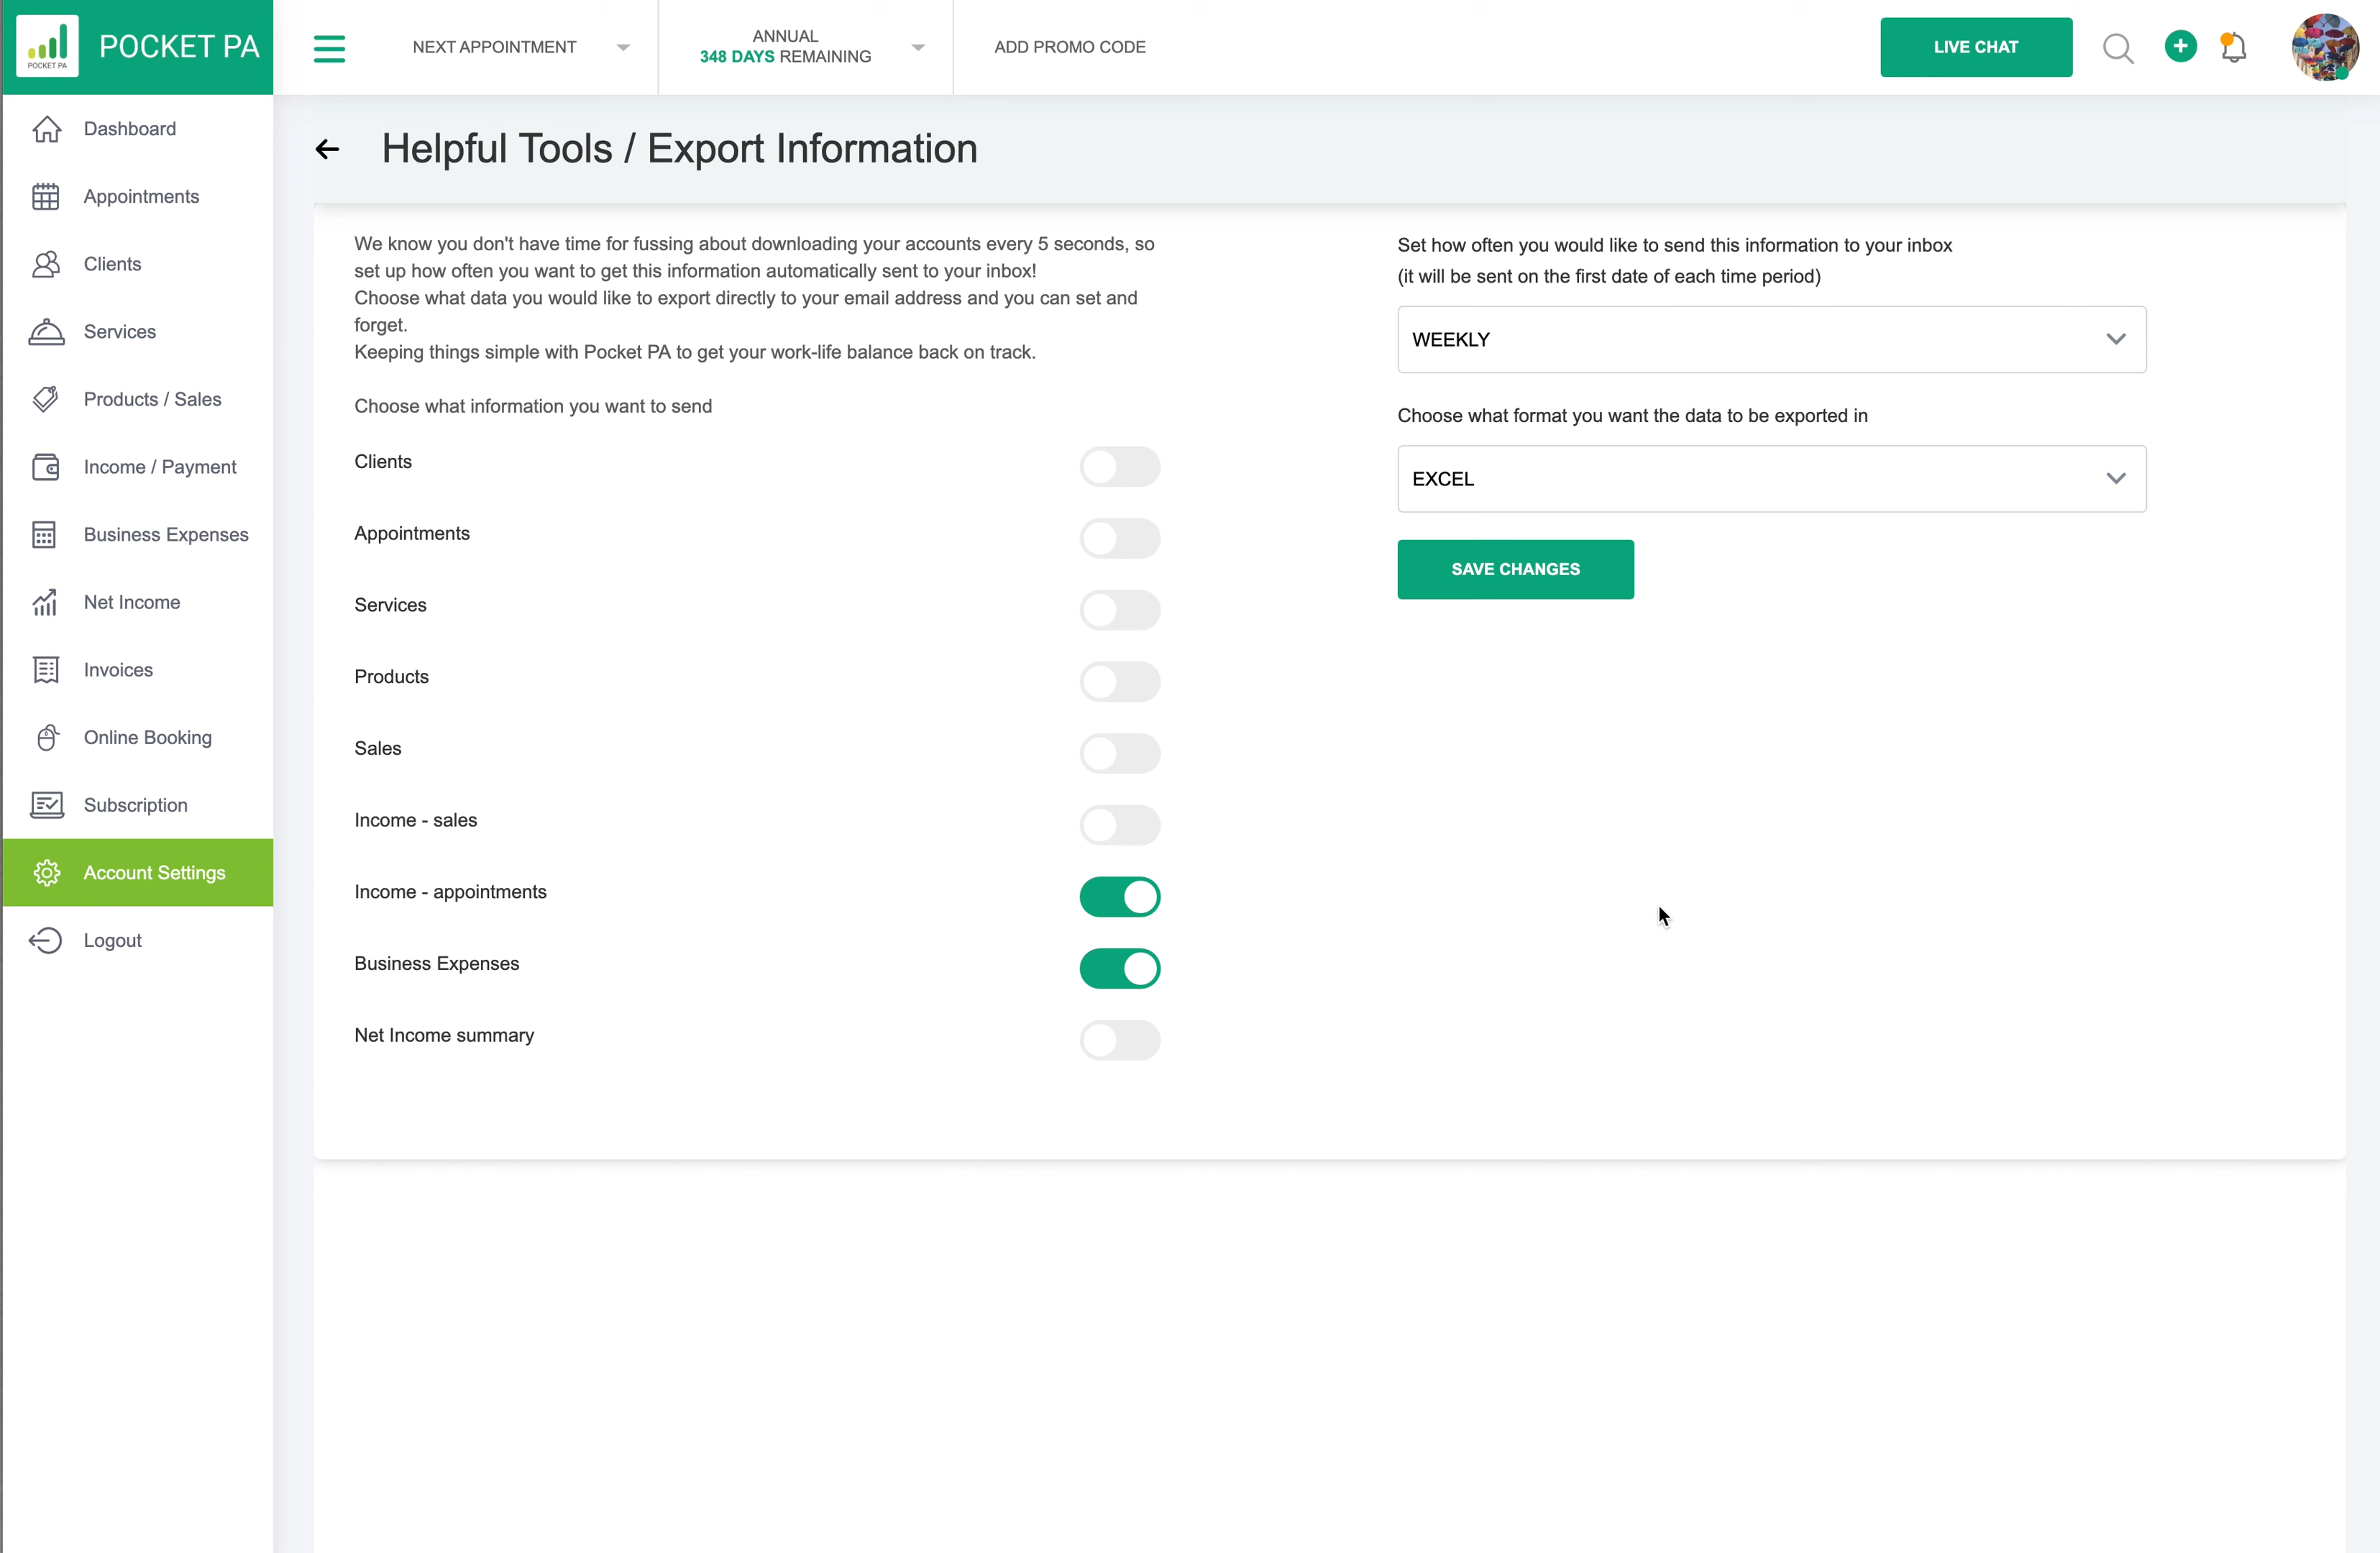 POCKET PA
POCKET PA
NEXT APPOINTMENT
ANNUAL
348 DAYS REMAINING
ADD PROMO CODE
LIVE CHAT
Dashboard
Appointments
Clients
Services
Products / Sales
Income / Payment
Business Expenses
Net Income
Invoices
Online Booking
Subscription
Account Settings
Logout
Helpful Tools / Export Information
We know you don't have time for fussing about downloading your accounts every 5 seconds, so
set up how often you want to get this information automatically sent to your inbox!
Choose what data you would like to export directly to your email address and you can set and
forget.
Keeping things simple with Pocket PA to get your work-life balance back on track.
Choose what information you want to send
Clients
Appointments
Services
Products
Sales
Income - sales
Income - appointments
Business Expenses
Net Income summary
Set how often you would like to send this information to your inbox
(it will be sent on the first date of each time period)
WEEKLY
Choose what format you want the data to be exported in
EXCEL
SAVE CHANGES